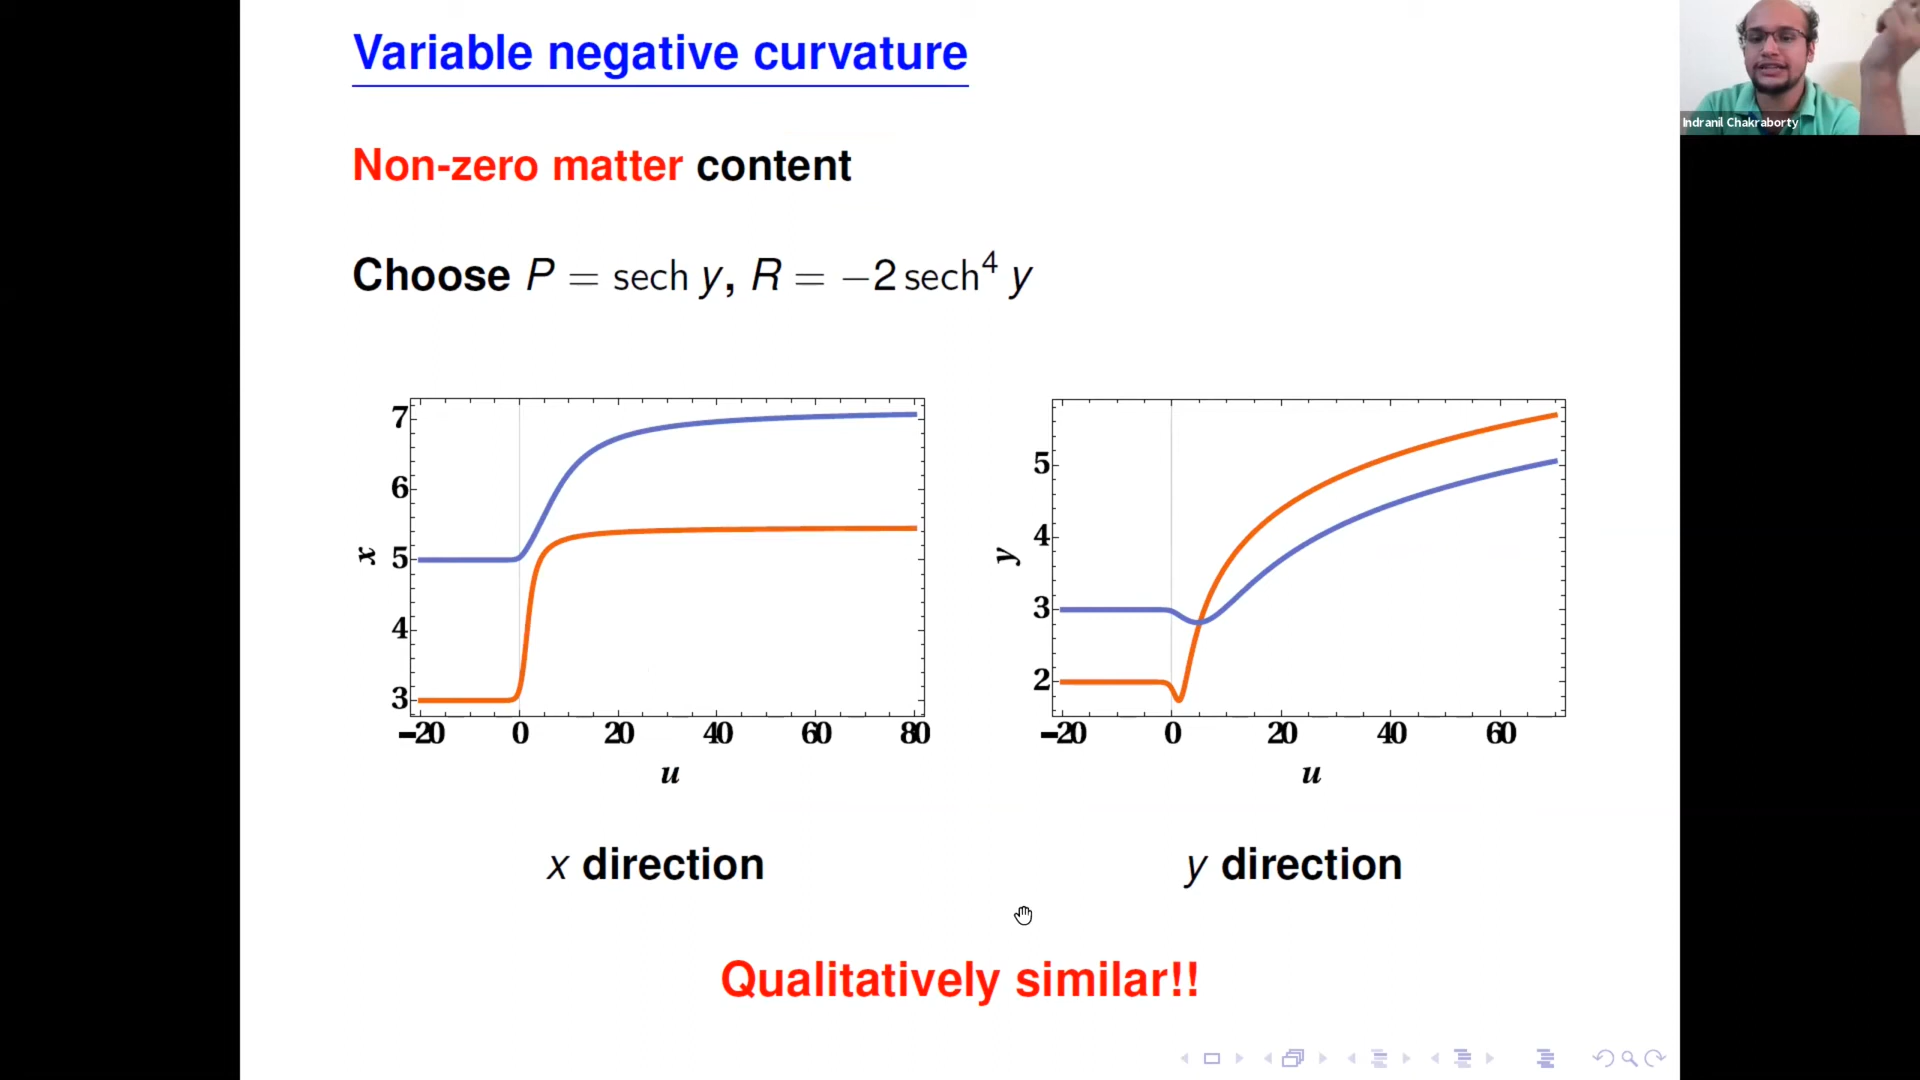 Variable negative curvature
Indranil Chakraborty
Non-zero matter content
Choose P = sech y, R = −2 sech⁴ y
7
6
5
4
3
x
−20 0 20 40 60 80
u
5
4
3
2
y
−20 0 20 40 60
u
x direction
y direction
Qualitatively similar!!